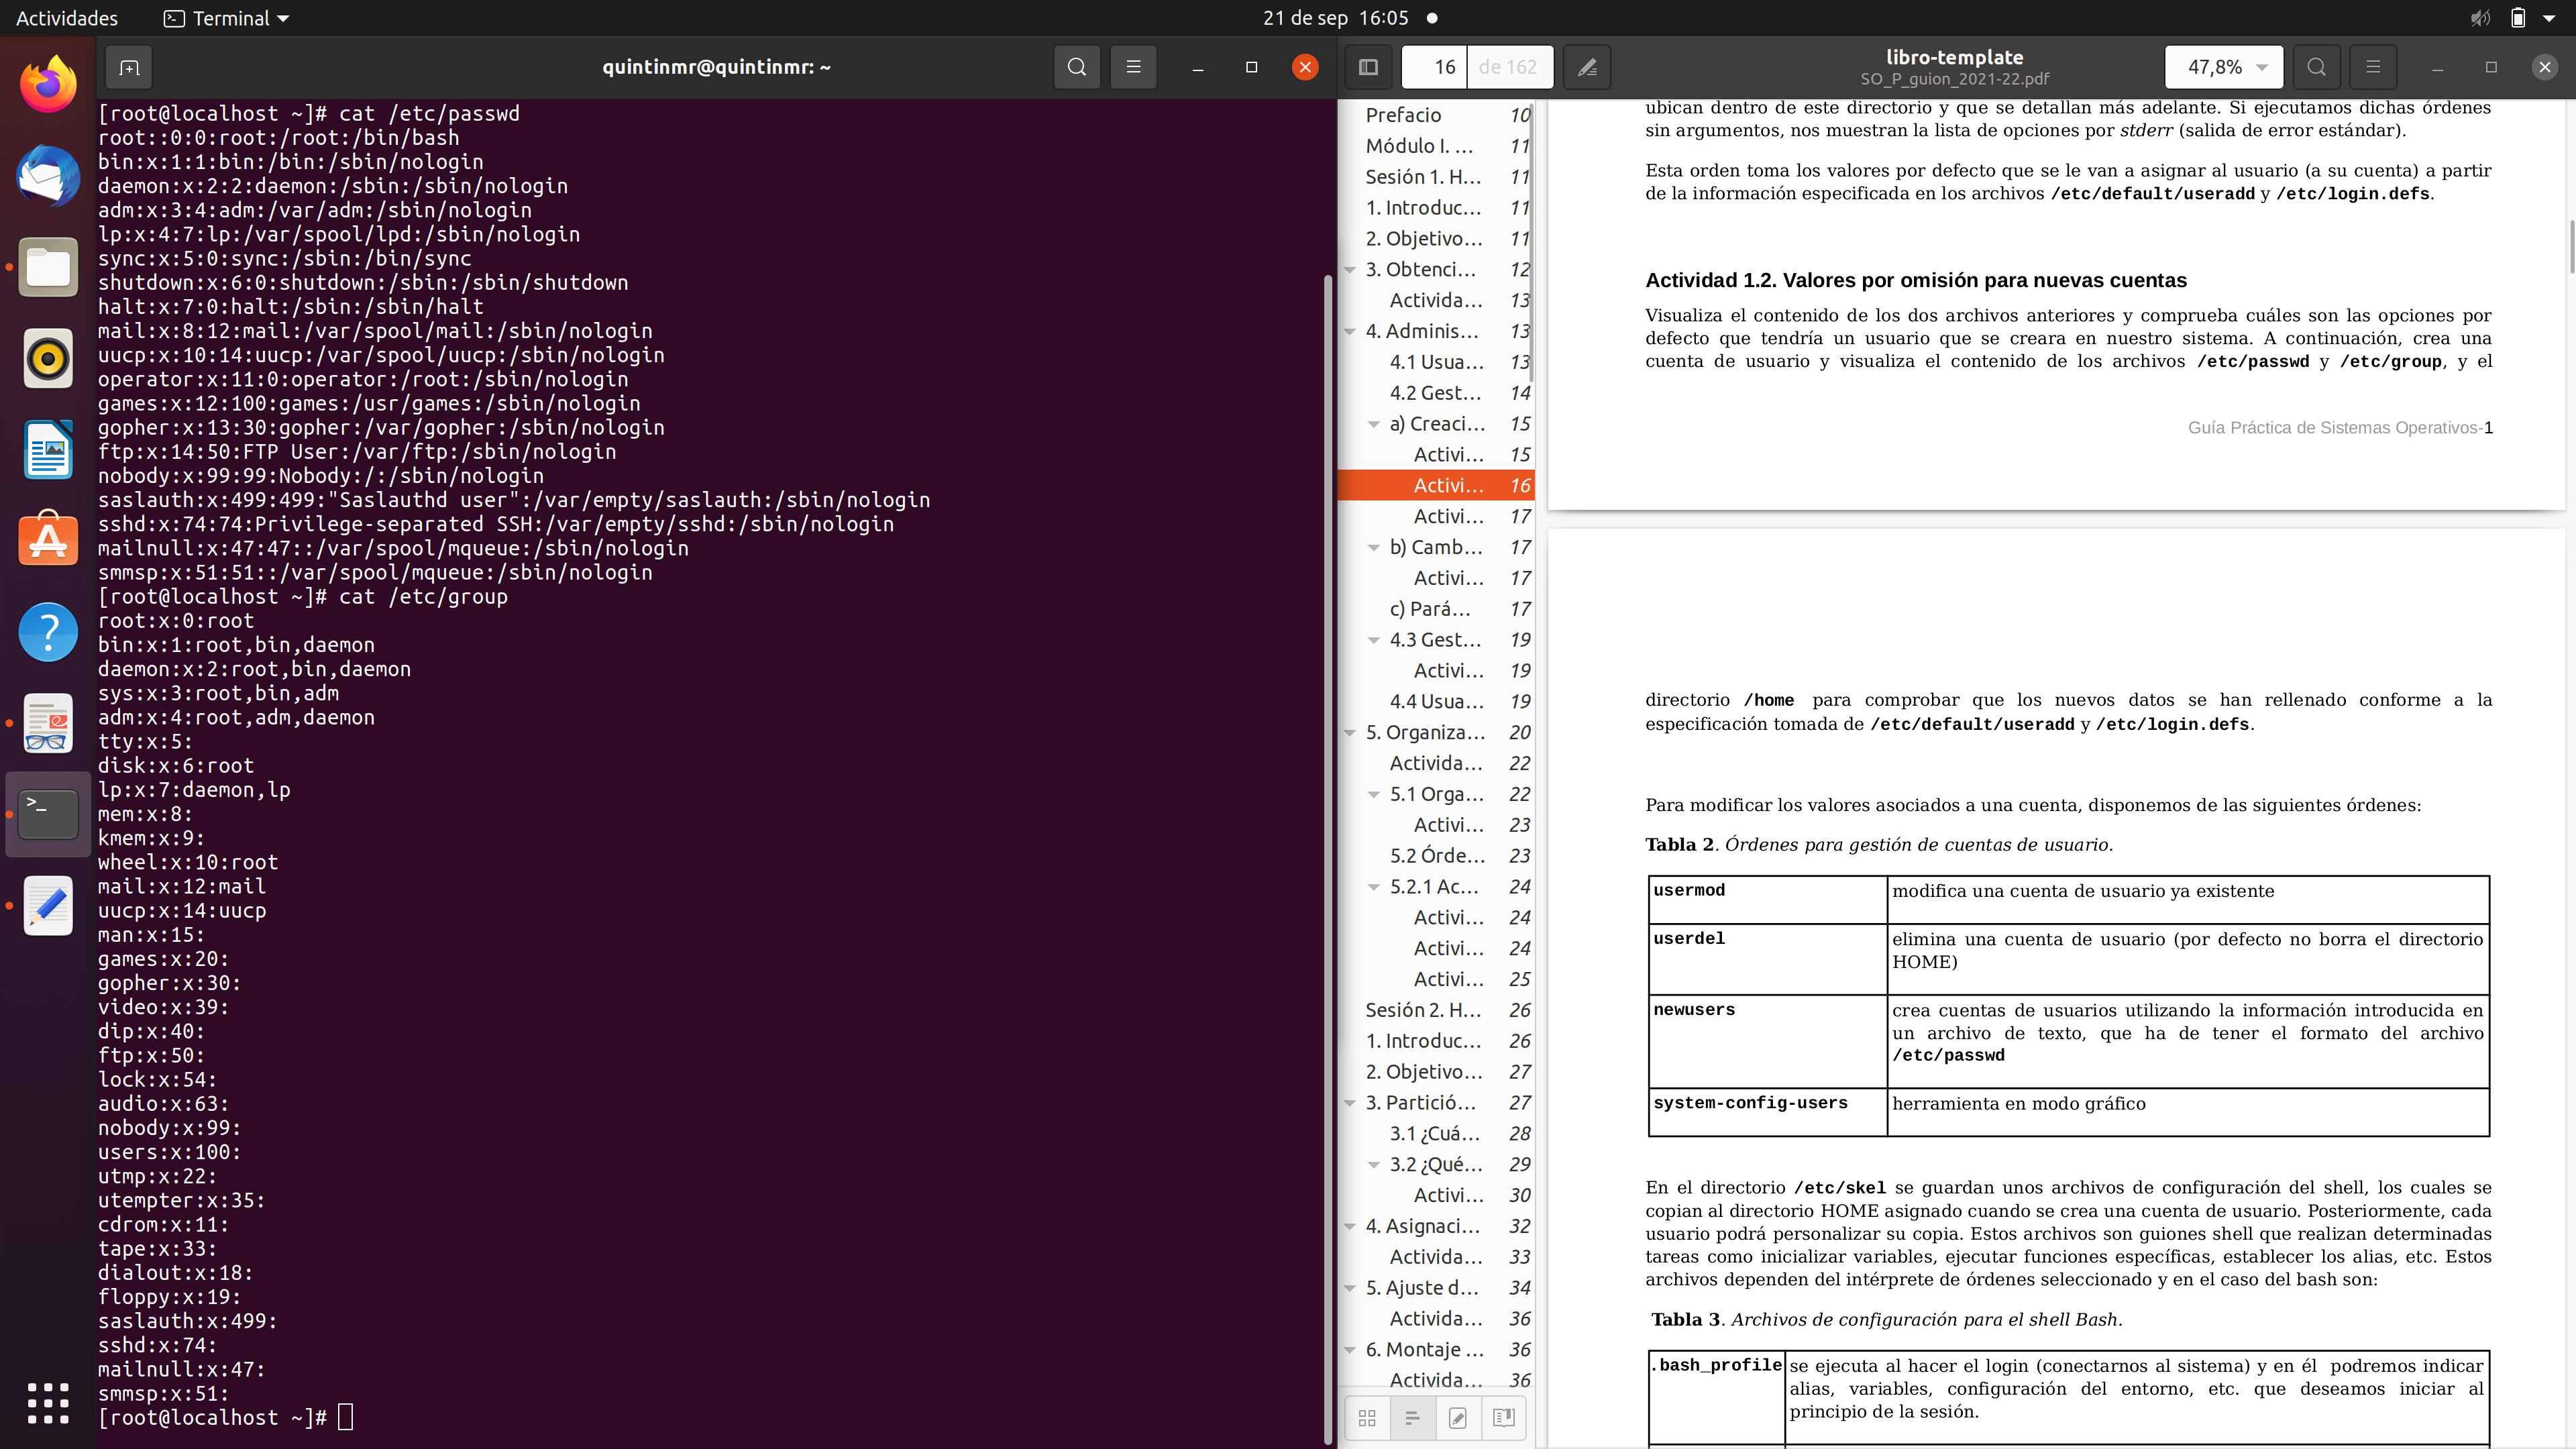 Actividades
Terminal
21 de sep 16:05
quintinmr@quintinmr: ~
[root@localhost ~]# cat /etc/passwd
root::0:0:root:/root:/bin/bash
bin:x:1:1:bin:/bin:/sbin/nologin
daemon:x:2:2:daemon:/sbin:/sbin/nologin
adm:x:3:4:adm:/var/adm:/sbin/nologin
lp:x:4:7:lp:/var/spool/lpd:/sbin/nologin
sync:x:5:0:sync:/sbin:/bin/sync
shutdown:x:6:0:shutdown:/sbin:/sbin/shutdown
halt:x:7:0:halt:/sbin:/sbin/halt
mail:x:8:12:mail:/var/spool/mail:/sbin/nologin
uucp:x:10:14:uucp:/var/spool/uucp:/sbin/nologin
operator:x:11:0:operator:/root:/sbin/nologin
games:x:12:100:games:/usr/games:/sbin/nologin
gopher:x:13:30:gopher:/var/gopher:/sbin/nologin
ftp:x:14:50:FTP User:/var/ftp:/sbin/nologin
nobody:x:99:99:Nobody:/:/sbin/nologin
saslauth:x:499:499:"Saslauthd user":/var/empty/saslauth:/sbin/nologin
sshd:x:74:74:Privilege-separated SSH:/var/empty/sshd:/sbin/nologin
mailnull:x:47:47::/var/spool/mqueue:/sbin/nologin
smmsp:x:51:51::/var/spool/mqueue:/sbin/nologin
[root@localhost ~]# cat /etc/group
root:x:0:root
bin:x:1:root,bin,daemon
daemon:x:2:root,bin,daemon
sys:x:3:root,bin,adm
adm:x:4:root,adm,daemon
tty:x:5:
disk:x:6:root
lp:x:7:daemon,lp
mem:x:8:
kmem:x:9:
wheel:x:10:root
mail:x:12:mail
uucp:x:14:uucp
man:x:15:
games:x:20:
gopher:x:30:
video:x:39:
dip:x:40:
ftp:x:50:
lock:x:54:
audio:x:63:
nobody:x:99:
users:x:100:
utmp:x:22:
utempter:x:35:
cdrom:x:11:
tape:x:33:
dialout:x:18:
floppy:x:19:
saslauth:x:499:
sshd:x:74:
mailnull:x:47:
smmsp:x:51:
[root@localhost ~]#
16 de 162
libro-template
SO_P_guion_2021-22.pdf
47,8%
Prefacio 10
Módulo I. … 11
Sesión 1. H… 11
1. Introduc… 11
2. Objetivo… 11
3. Obtenci… 12
Activida… 13
4. Adminis… 13
4.1 Usua… 13
4.2 Gest… 14
a) Creaci… 15
Activi… 15
Activi… 16
Activi… 17
b) Camb… 17
Activi… 17
c) Pará… 17
4.3 Gest… 19
Activi… 19
4.4 Usua… 19
5. Organiza… 20
Activida… 22
5.1 Orga… 22
Activi… 23
5.2 Órde… 23
5.2.1 Ac… 24
Activi… 24
Activi… 24
Activi… 25
Sesión 2. H… 26
1. Introduc… 26
2. Objetivo… 27
3. Partició… 27
3.1 ¿Cuá… 28
3.2 ¿Qué… 29
Activi… 30
4. Asignaci… 32
Activida… 33
5. Ajuste d… 34
Activida… 36
6. Montaje … 36
Activida… 36
ubican dentro de este directorio y que se detallan más adelante. Si ejecutamos dichas órdenes
sin argumentos, nos muestran la lista de opciones por stderr (salida de error estándar).
Esta orden toma los valores por defecto que se le van a asignar al usuario (a su cuenta) a partir
de la información especificada en los archivos /etc/default/useradd y /etc/login.defs.
Actividad 1.2. Valores por omisión para nuevas cuentas
Visualiza el contenido de los dos archivos anteriores y comprueba cuáles son las opciones por
defecto que tendría un usuario que se creara en nuestro sistema. A continuación, crea una
cuenta de usuario y visualiza el contenido de los archivos /etc/passwd y /etc/group, y el
Guía Práctica de Sistemas Operativos-1
directorio /home para comprobar que los nuevos datos se han rellenado conforme a la
especificación tomada de /etc/default/useradd y /etc/login.defs.
Para modificar los valores asociados a una cuenta, disponemos de las siguientes órdenes:
Tabla 2. Órdenes para gestión de cuentas de usuario.
usermod modifica una cuenta de usuario ya existente
userdel elimina una cuenta de usuario (por defecto no borra el directorio
HOME)
newusers crea cuentas de usuarios utilizando la información introducida en
un archivo de texto, que ha de tener el formato del archivo
/etc/passwd
system-config-users herramienta en modo gráfico
En el directorio /etc/skel se guardan unos archivos de configuración del shell, los cuales se
copian al directorio HOME asignado cuando se crea una cuenta de usuario. Posteriormente, cada
usuario podrá personalizar su copia. Estos archivos son guiones shell que realizan determinadas
tareas como inicializar variables, ejecutar funciones específicas, establecer los alias, etc. Estos
archivos dependen del intérprete de órdenes seleccionado y en el caso del bash son:
Tabla 3. Archivos de configuración para el shell Bash.
.bash_profile se ejecuta al hacer el login (conectarnos al sistema) y en él podremos indicar
alias, variables, configuración del entorno, etc. que deseamos iniciar al
principio de la sesión.